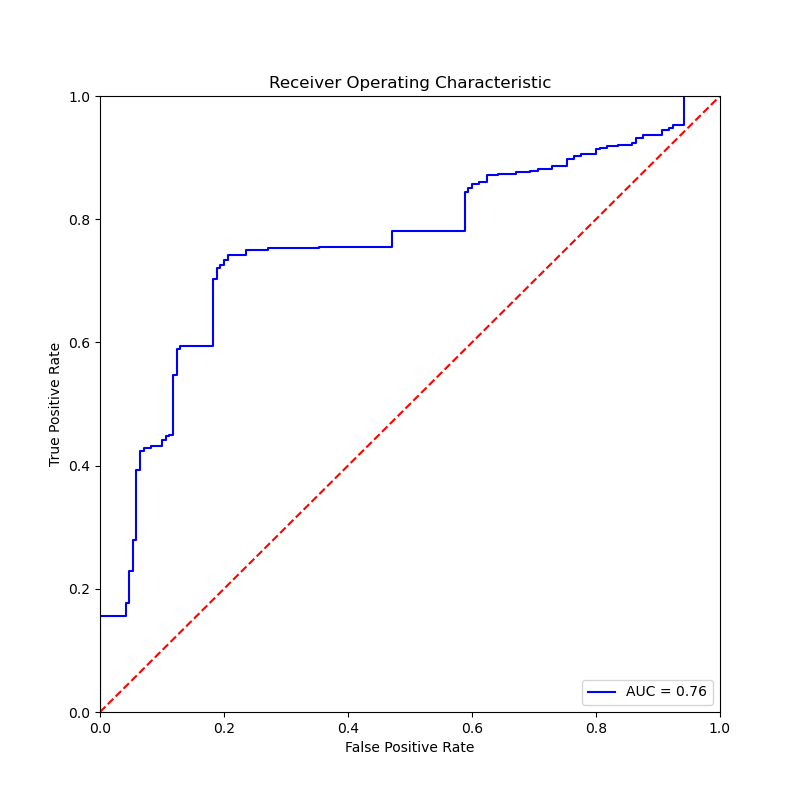 Receiver Operating Characteristic
1.0
0.8
0.6
0.4
0.2
0.0
True Positive Rate
AUC = 0.76
0.0 0.2 0.4 0.6 0.8 1.0
False Positive Rate